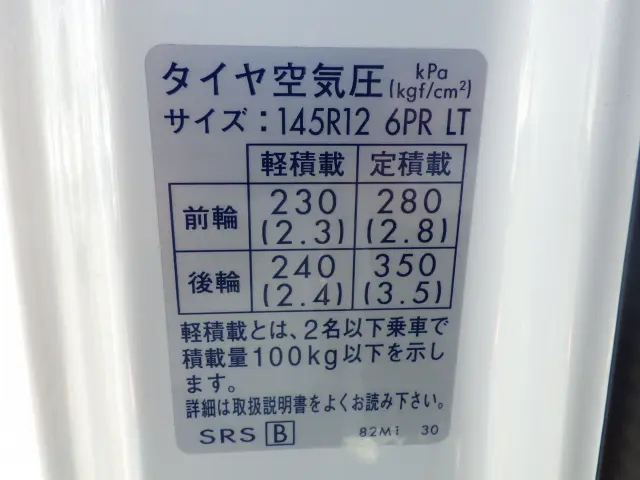 タイヤ空気圧 kPa (kgf/cm²)
サイズ：145R12 6PR LT
軽積載 定積載
前輪 230 (2.3) 280 (2.8)
後輪 240 (2.4) 350 (3.5)
軽積載とは、2名以下乗車で
積載量100kg以下を示し
ます。
詳細は取扱説明書をよくお読み下さい。
SRS B 82Mi 30